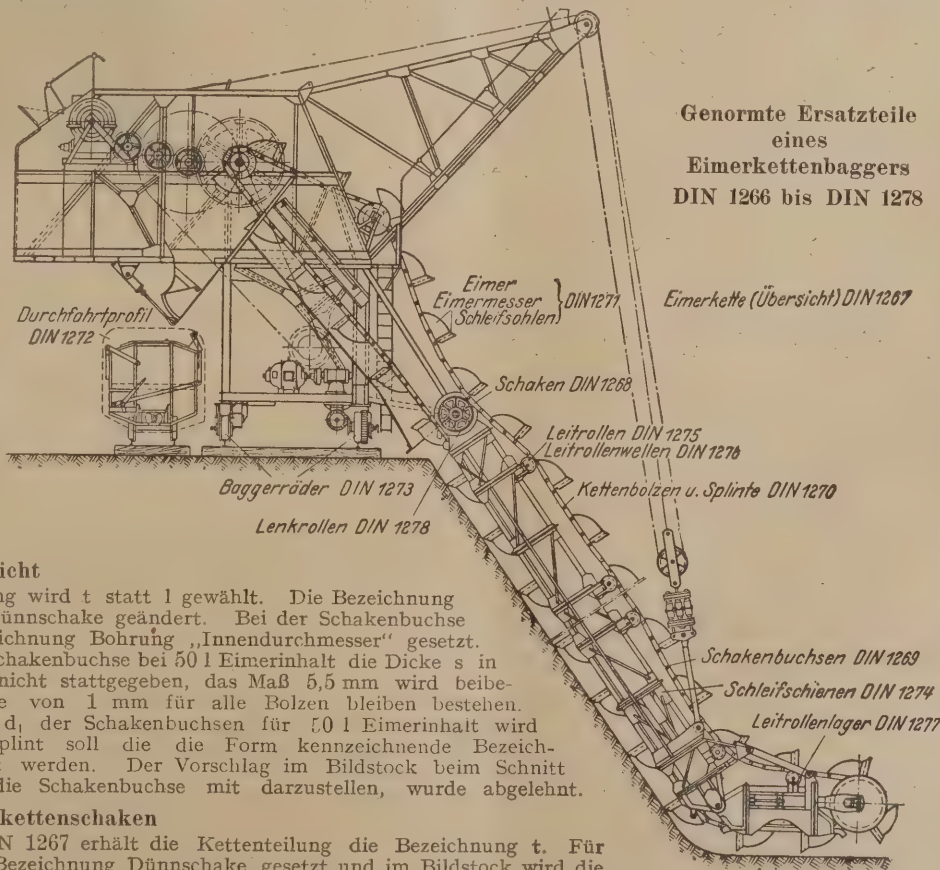 Genormte Ersatzteile
eines
Eimerkettenbaggers
DIN 1266 bis DIN 1278
Eimer
Eimermesser
Schleifsohlen
DIN 1271
Eimerkette (Übersicht) DIN 1267
Durchfahrtprofil
DIN 1272
Schaken DIN 1268
Leitrollen DIN 1275
Leitrollenwellen DIN 1276
Baggerräder DIN 1273
Kettenbolzen u. Splinte DIN 1270
Lenkrollen DIN 1278
Schakenbuchsen DIN 1269
Schleifschienen DIN 1274
Leitrollenlager DIN 1277
icht
ng wird t statt l gewählt. Die Bezeichnung
ünnschake geändert. Bei der Schakenbuchse
ichnung Bohrung „Innendurchmesser“ gesetzt.
chakenbuchse bei 50 l Eimerinhalt die Dicke s in
nicht stattgegeben, das Maß 5,5 mm wird beibe-
e von 1 mm für alle Bolzen bleiben bestehen.
d₁ der Schakenbuchsen für 50 l Eimerinhalt wird
plint soll die die Form kennzeichnende Bezeich-
t werden. Der Vorschlag im Bildstock beim Schnitt
die Schakenbuchse mit darzustellen, wurde abgelehnt.
kettenschaken
N 1267 erhält die Kettenteilung die Bezeichnung t. Für
Bezeichnung Dünnschake gesetzt und im Bildstock wird die